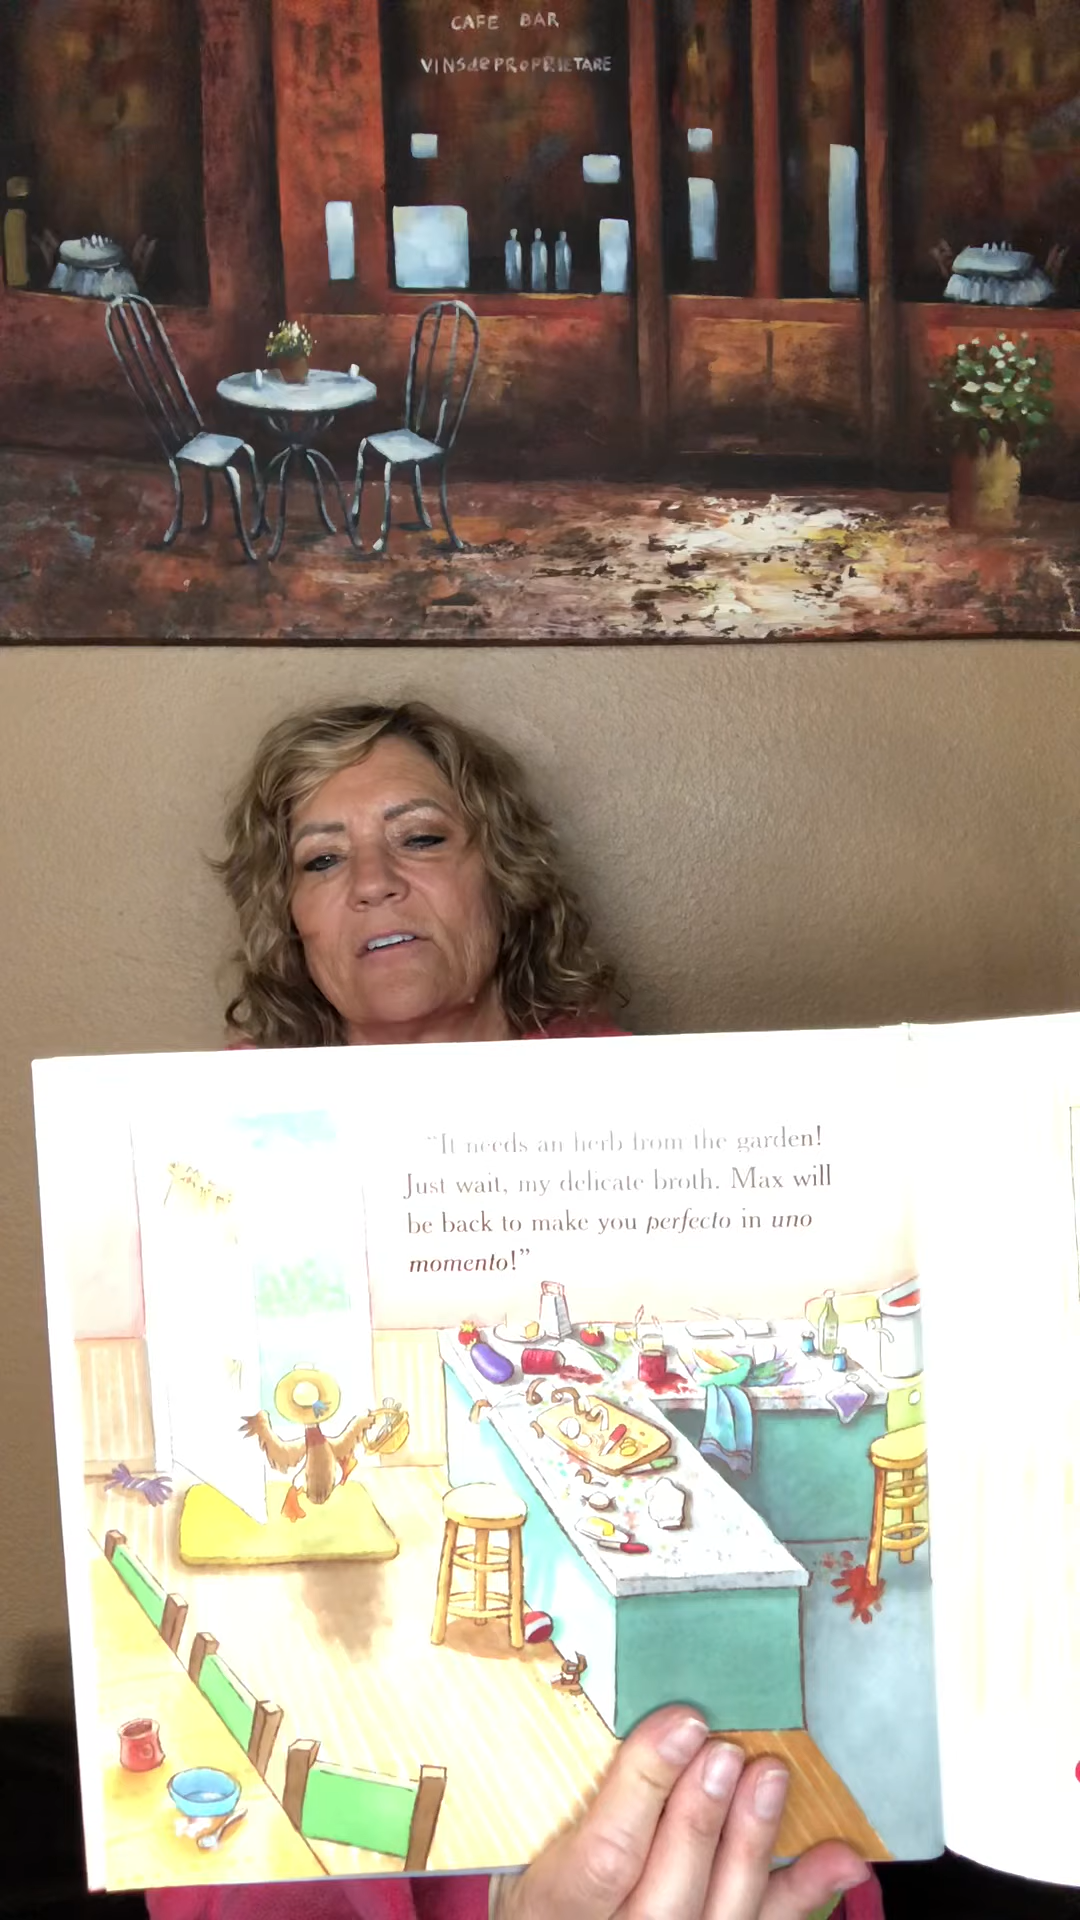 CAFE BAR
VINS de PROPRIETARE
“It needs an herb from the garden!
Just wait, my delicate broth. Max will
be back to make you perfecto in uno
momento!”